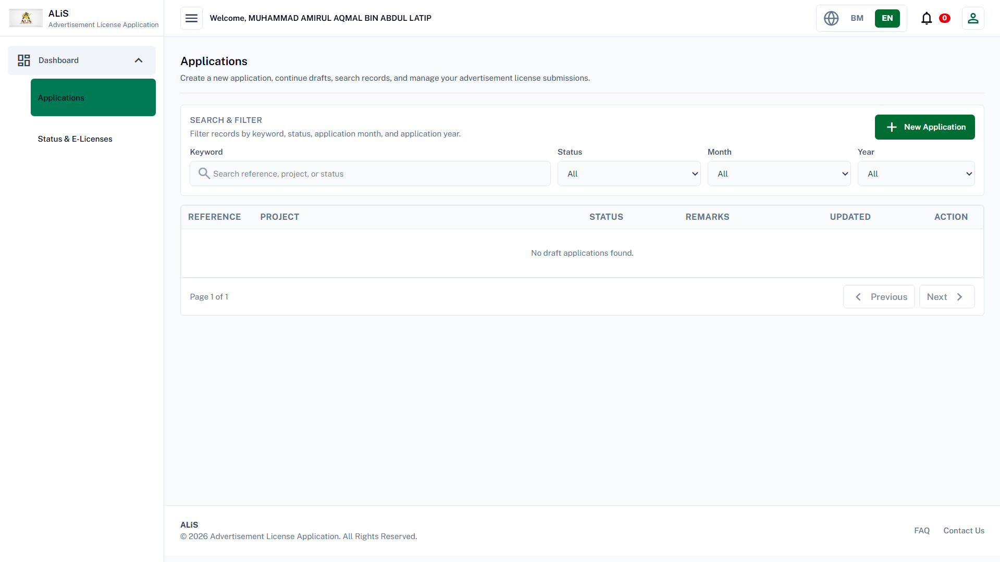 ALiS
ALiS
Advertisement License Application
Welcome, MUHAMMAD AMIRUL AQMAL BIN ABDUL LATIP
BM
EN
0
Dashboard
Applications
Status & E-Licenses
Applications
Create a new application, continue drafts, search records, and manage your advertisement license submissions.
SEARCH & FILTER
Filter records by keyword, status, application month, and application year.
New Application
Keyword
Status
Month
Year
Search reference, project, or status
All
All
All
REFERENCE PROJECT STATUS REMARKS UPDATED ACTION
No draft applications found.
Page 1 of 1
Previous
Next
ALiS
© 2026 Advertisement License Application. All Rights Reserved.
FAQ
Contact Us